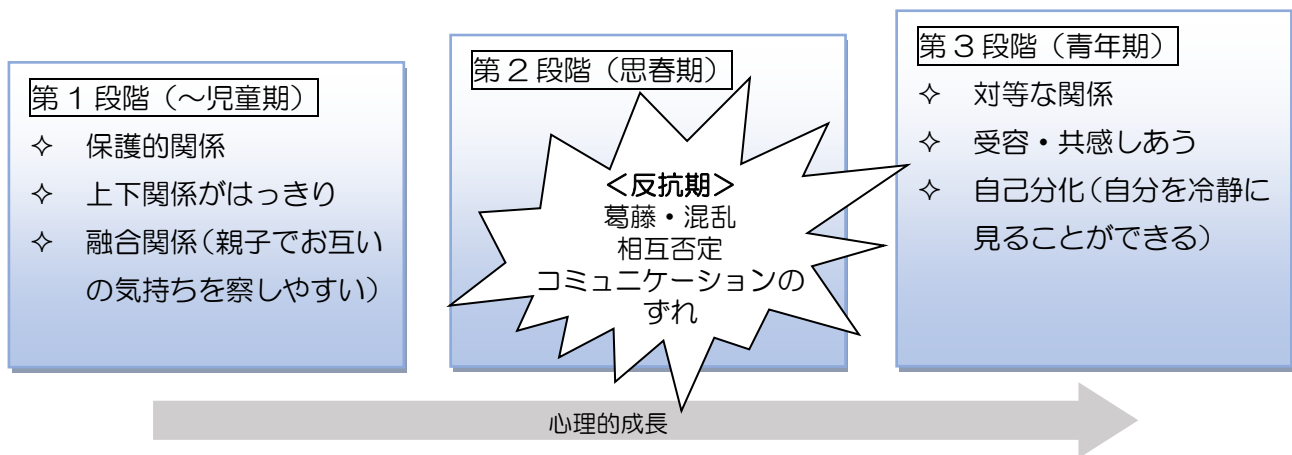 第1段階（～児童期）
✧ 保護的関係
✧ 上下関係がはっきり
✧ 融合関係（親子でお互い
の気持ちを察しやすい）
第2段階（思春期）
＜反抗期＞
葛藤・混乱
相互否定
コミュニケーションの
ずれ
第3段階（青年期）
✧ 対等な関係
✧ 受容・共感しあう
✧ 自己分化（自分を冷静に
見ることができる）
心理的成長